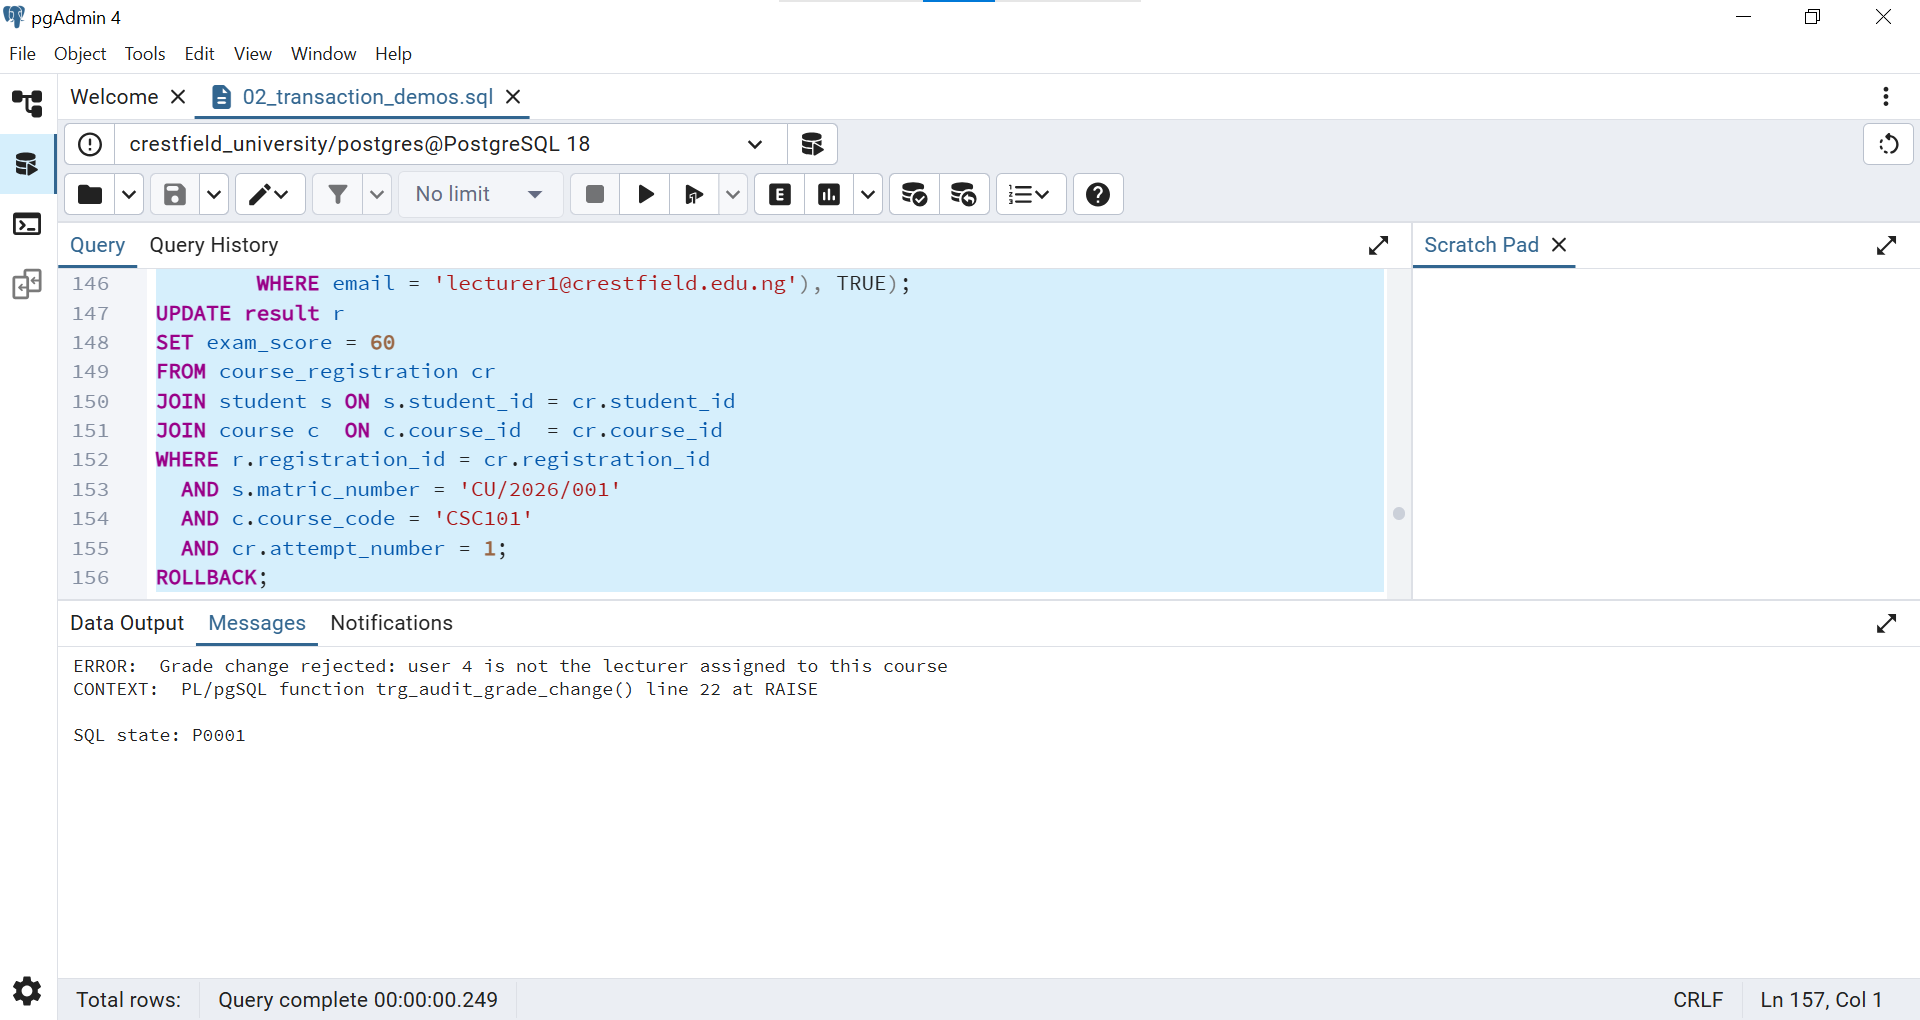 pgAdmin 4
File Object Tools Edit View Window Help
Welcome 02_transaction_demos.sql
crestfield_university/postgres@PostgreSQL 18
No limit
E
Query Query History
Scratch Pad
146 WHERE email = 'lecturer1@crestfield.edu.ng'), TRUE);
147 UPDATE result r
148 SET exam_score = 60
149 FROM course_registration cr
150 JOIN student s ON s.student_id = cr.student_id
151 JOIN course c  ON c.course_id  = cr.course_id
152 WHERE r.registration_id = cr.registration_id
153   AND s.matric_number = 'CU/2026/001'
154   AND c.course_code = 'CSC101'
155   AND cr.attempt_number = 1;
156 ROLLBACK;
Data Output Messages Notifications
ERROR:  Grade change rejected: user 4 is not the lecturer assigned to this course
CONTEXT:  PL/pgSQL function trg_audit_grade_change() line 22 at RAISE
SQL state: P0001
Total rows: Query complete 00:00:00.249 CRLF Ln 157, Col 1